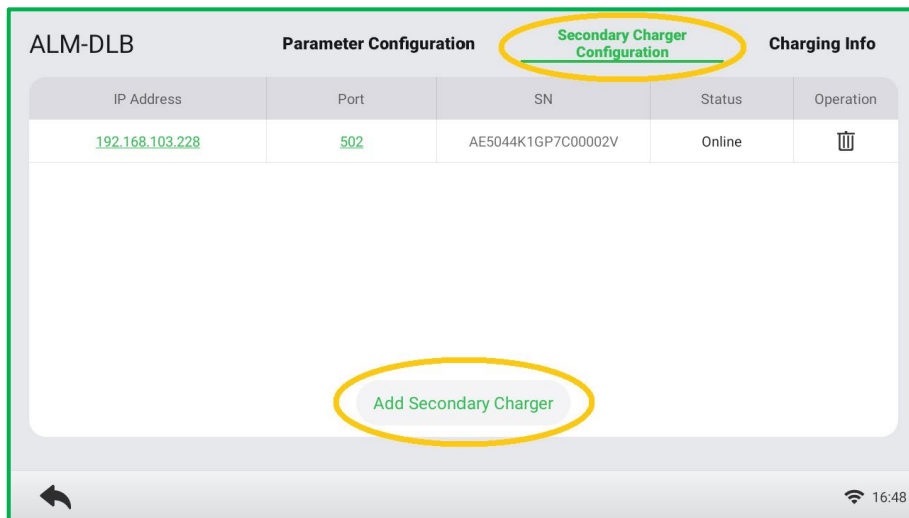 ALM-DLB
Parameter Configuration
Secondary Charger
Configuration
Charging Info
IP Address Port SN Status Operation
192.168.103.228 502 AE5044K1GP7C00002V Online
Add Secondary Charger
16:48